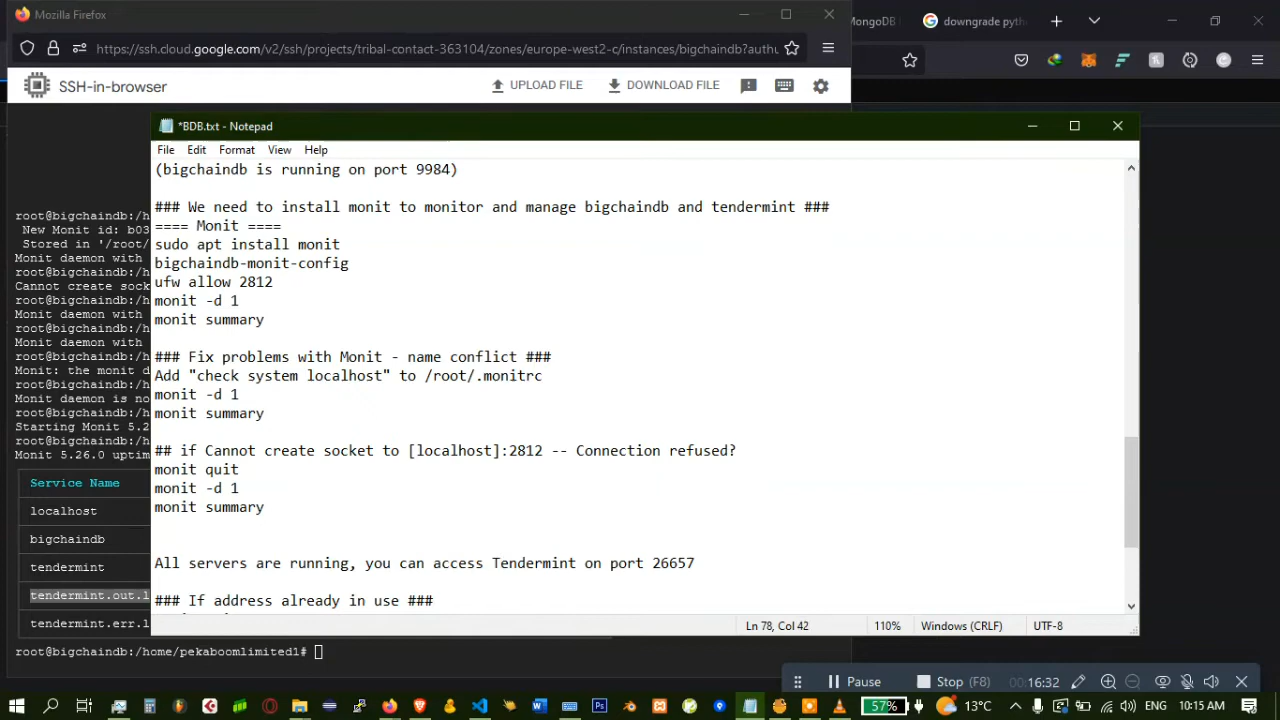 Mozilla Firefox
MongoDB
downgrade pyth
https://ssh.cloud.google.com/v2/ssh/projects/tribal-contact-363104/zones/europe-west2-c/instances/bigchaindb?authu
SSH-in-browser
UPLOAD FILE
DOWNLOAD FILE
*BDB.txt - Notepad
File Edit Format View Help
(bigchaindb is running on port 9984)
### We need to install monit to monitor and manage bigchaindb and tendermint ###
==== Monit ====
sudo apt install monit
bigchaindb-monit-config
ufw allow 2812
monit -d 1
monit summary
### Fix problems with Monit - name conflict ###
Add "check system localhost" to /root/.monitrc
monit -d 1
monit summary
## if Cannot create socket to [localhost]:2812 -- Connection refused?
monit quit
monit -d 1
monit summary
All servers are running, you can access Tendermint on port 26657
### If address already in use ###
Ln 78, Col 42
110%
Windows (CRLF)
UTF-8
root@bigchaindb:/h
New Monit id: b03
Stored in '/root/
Monit daemon with
root@bigchaindb:/h
Cannot create sock
root@bigchaindb:/h
Monit daemon with
root@bigchaindb:/h
Monit daemon with
root@bigchaindb:/h
Monit: the monit d
root@bigchaindb:/h
Monit daemon is no
root@bigchaindb:/h
Starting Monit 5.2
root@bigchaindb:/h
Monit 5.26.0 uptim
Service Name
localhost
bigchaindb
tendermint
tendermint.out.l
tendermint.err.l
root@bigchaindb:/home/pekaboomlimited1#
Pause
Stop (F8)
00:16:32
57%
13°C
10:15 AM